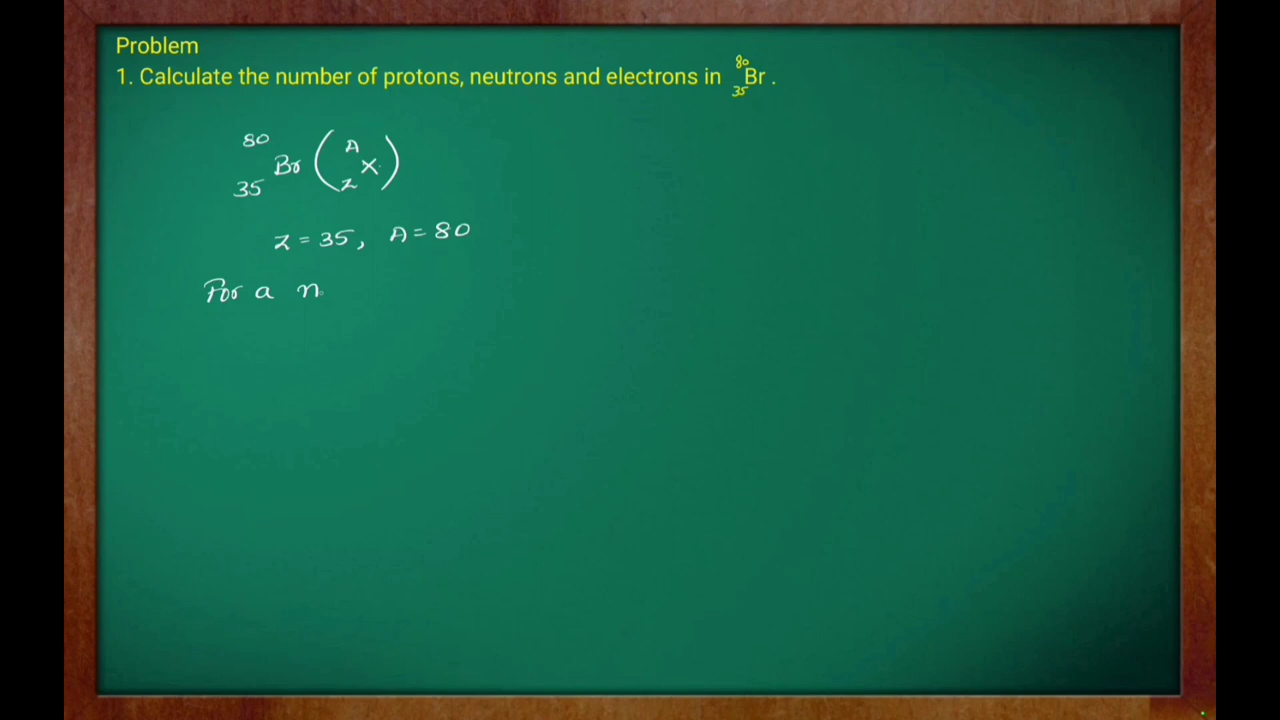 Problem
1. Calculate the number of protons, neutrons and electrons in ⁸⁰₃₅Br .
⁸⁰₃₅Br (ᴬ_Z X)
Z = 35, A = 80
For a n